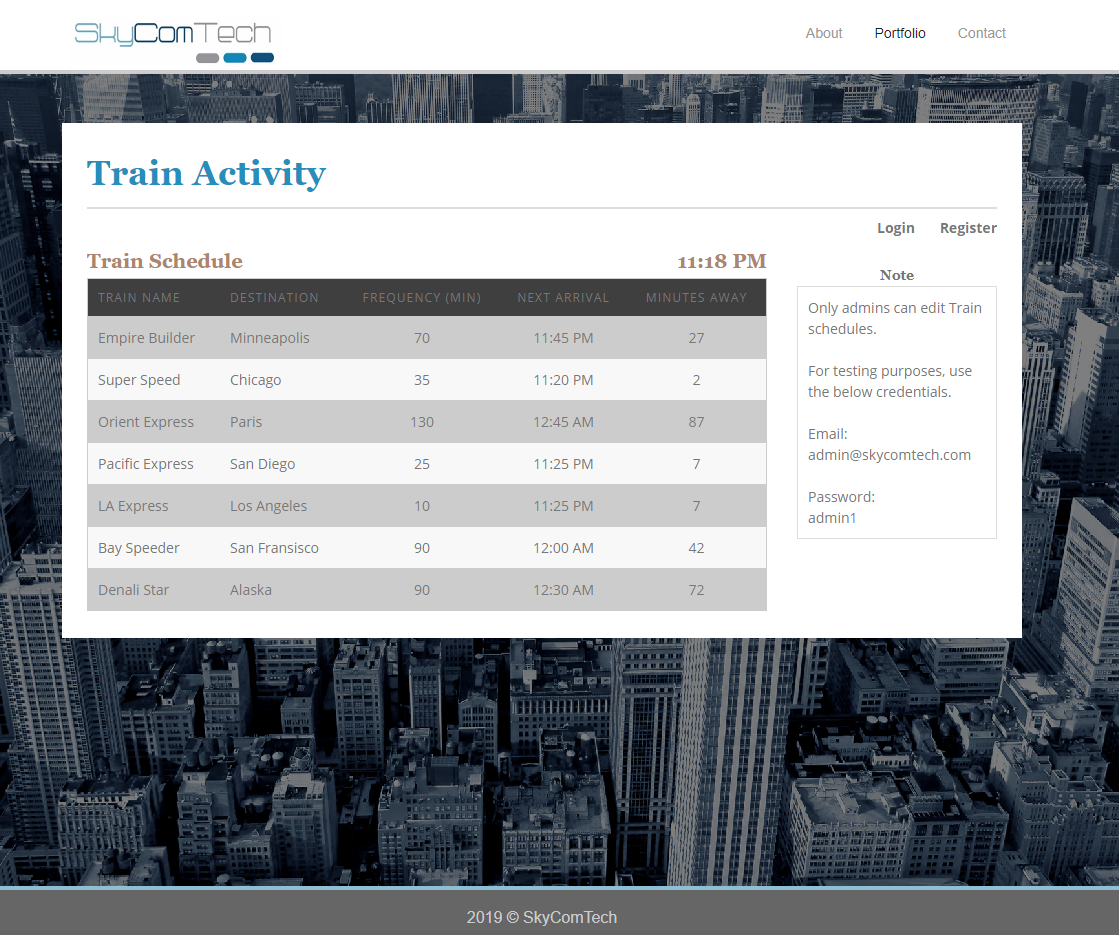 SkyComTech
About Portfolio Contact
Train Activity
Login Register
Train Schedule 11:18 PM
TRAIN NAME DESTINATION FREQUENCY (MIN) NEXT ARRIVAL MINUTES AWAY
Empire Builder Minneapolis 70 11:45 PM 27
Super Speed Chicago 35 11:20 PM 2
Orient Express Paris 130 12:45 AM 87
Pacific Express San Diego 25 11:25 PM 7
LA Express Los Angeles 10 11:25 PM 7
Bay Speeder San Fransisco 90 12:00 AM 42
Denali Star Alaska 90 12:30 AM 72
Note
Only admins can edit Train
schedules.
For testing purposes, use
the below credentials.
Email:
admin@skycomtech.com
Password:
admin1
2019 © SkyComTech